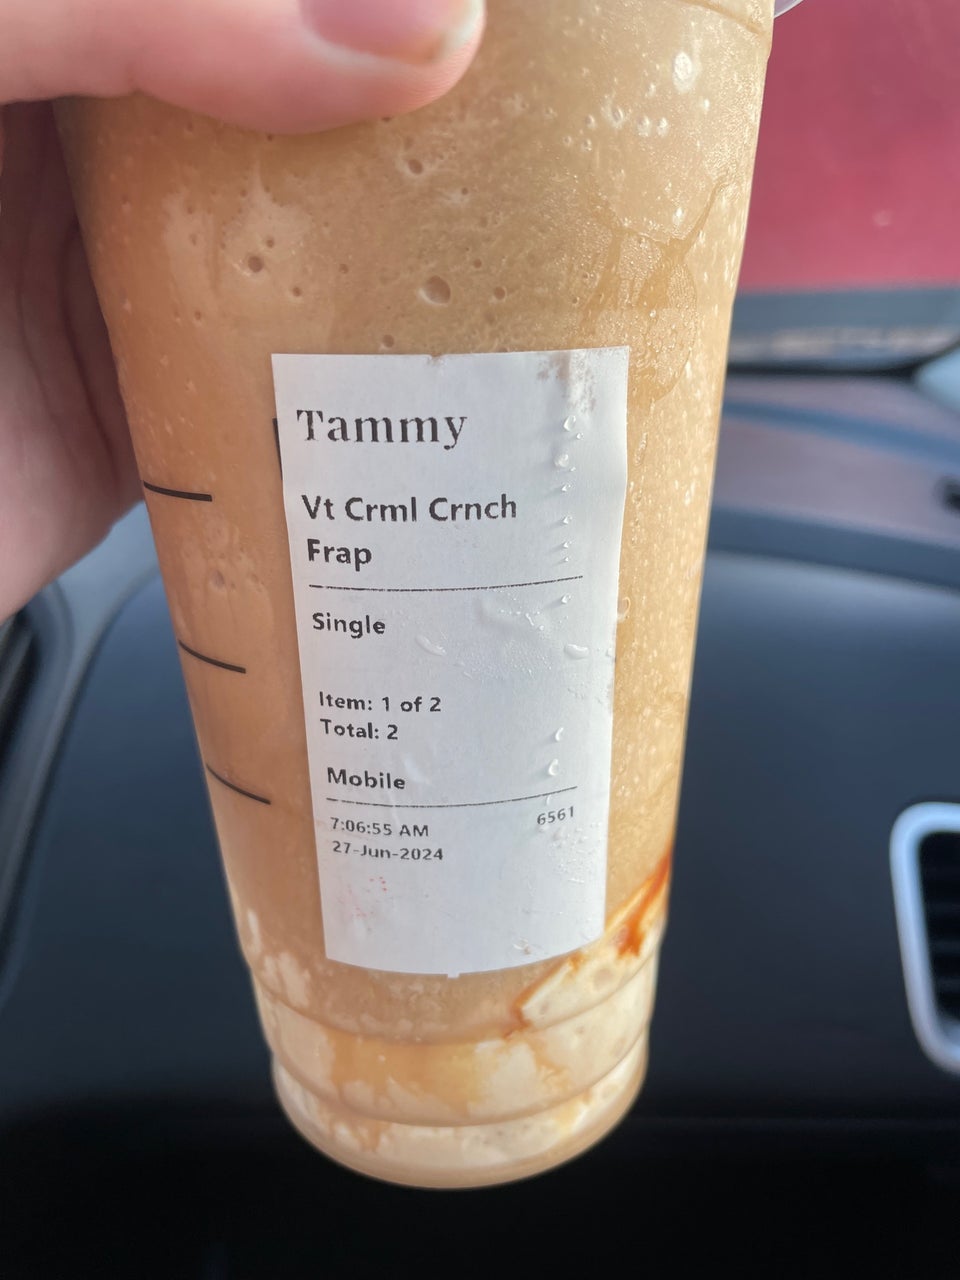 Tammy
Vt Crml Crnch
Frap
Single
Item: 1 of 2
Total: 2
Mobile
7:06:55 AM 6561
27-Jun-2024